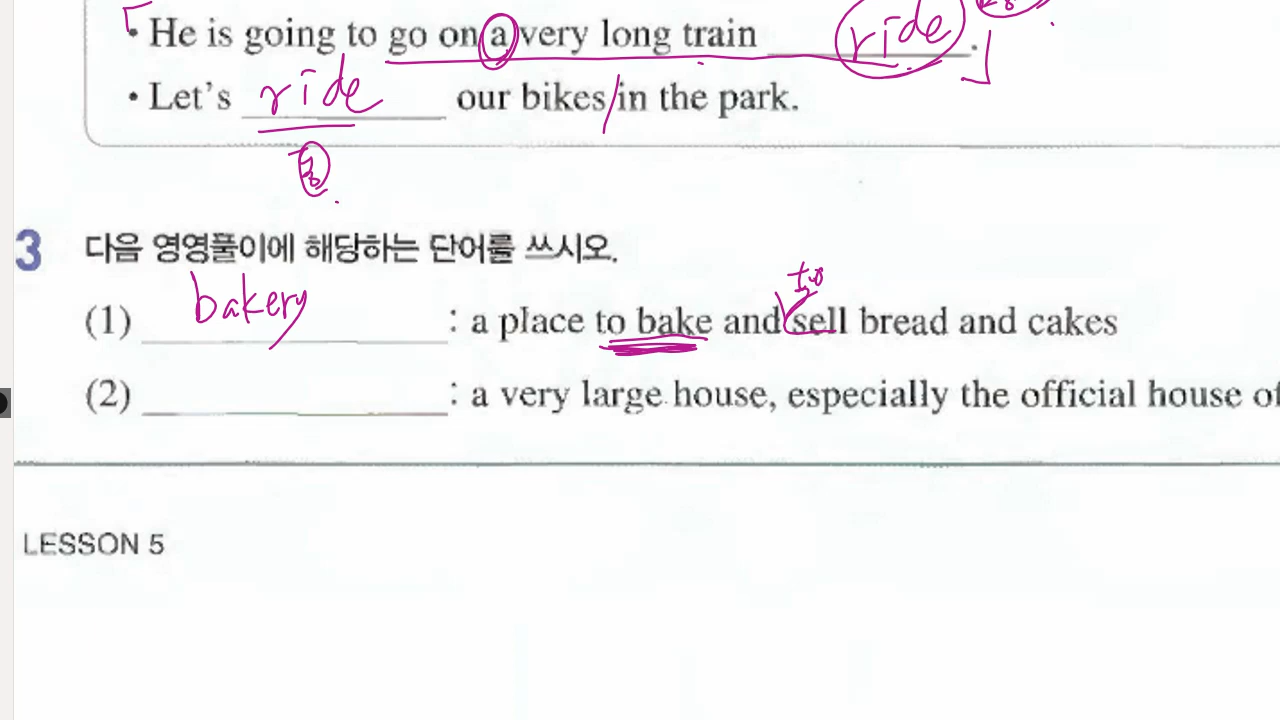 • He is going to go on a very long train ride.
• Let's ride our bikes/in the park.
동
3 다음 영영풀이에 해당하는 단어를 쓰시오.
to
(1) bakery : a place to bake and sell bread and cakes
(2) : a very large house, especially the official house of
LESSON 5